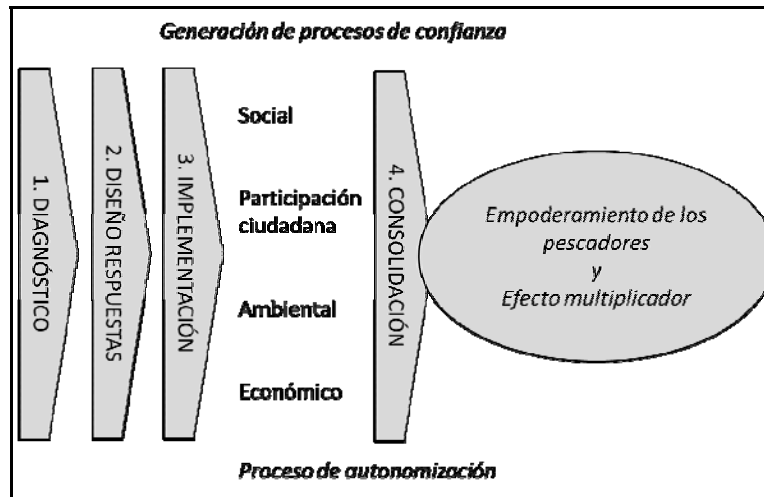 Generación de procesos de confianza
1. DIAGNÓSTICO
2. DISEÑO RESPUESTAS
3. IMPLEMENTACIÓN
Social
Participación
ciudadana
Ambiental
Económico
4. CONSOLIDACIÓN
Empoderamiento de los
pescadores
y
Efecto multiplicador
Proceso de autonomización